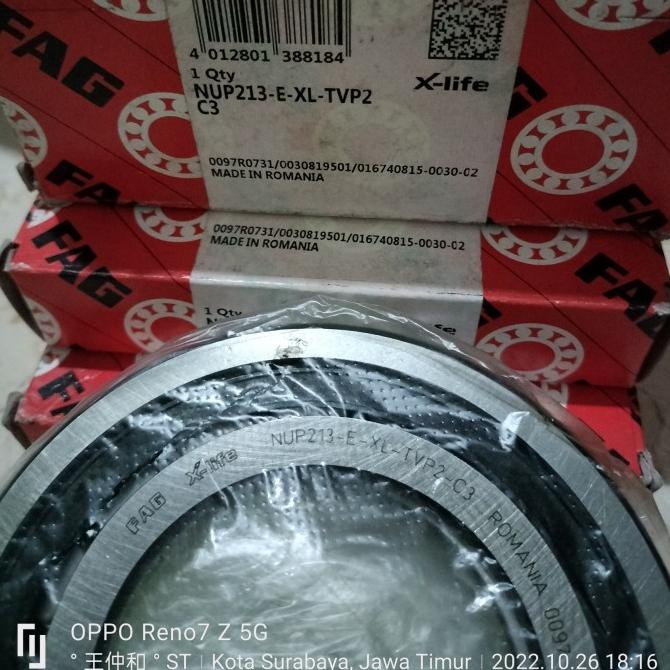 FAG
4 012801 388184
1 Qty
NUP213-E-XL-TVP2
C3
X-life
0097R0731/0030819501/016740815-0030-02
MADE IN ROMANIA
FAG
FAG
0097R0731/0030819501/016740815-0030-02
MADE IN ROMANIA
1 Qty
FAG
FAG
FAG X-life NUP213-E-XL-TVP2-C3 ROMANIA 009
OPPO Reno7 Z 5G
° 王仲和 ° ST | Kota Surabaya, Jawa Timur | 2022.10.26 18:16